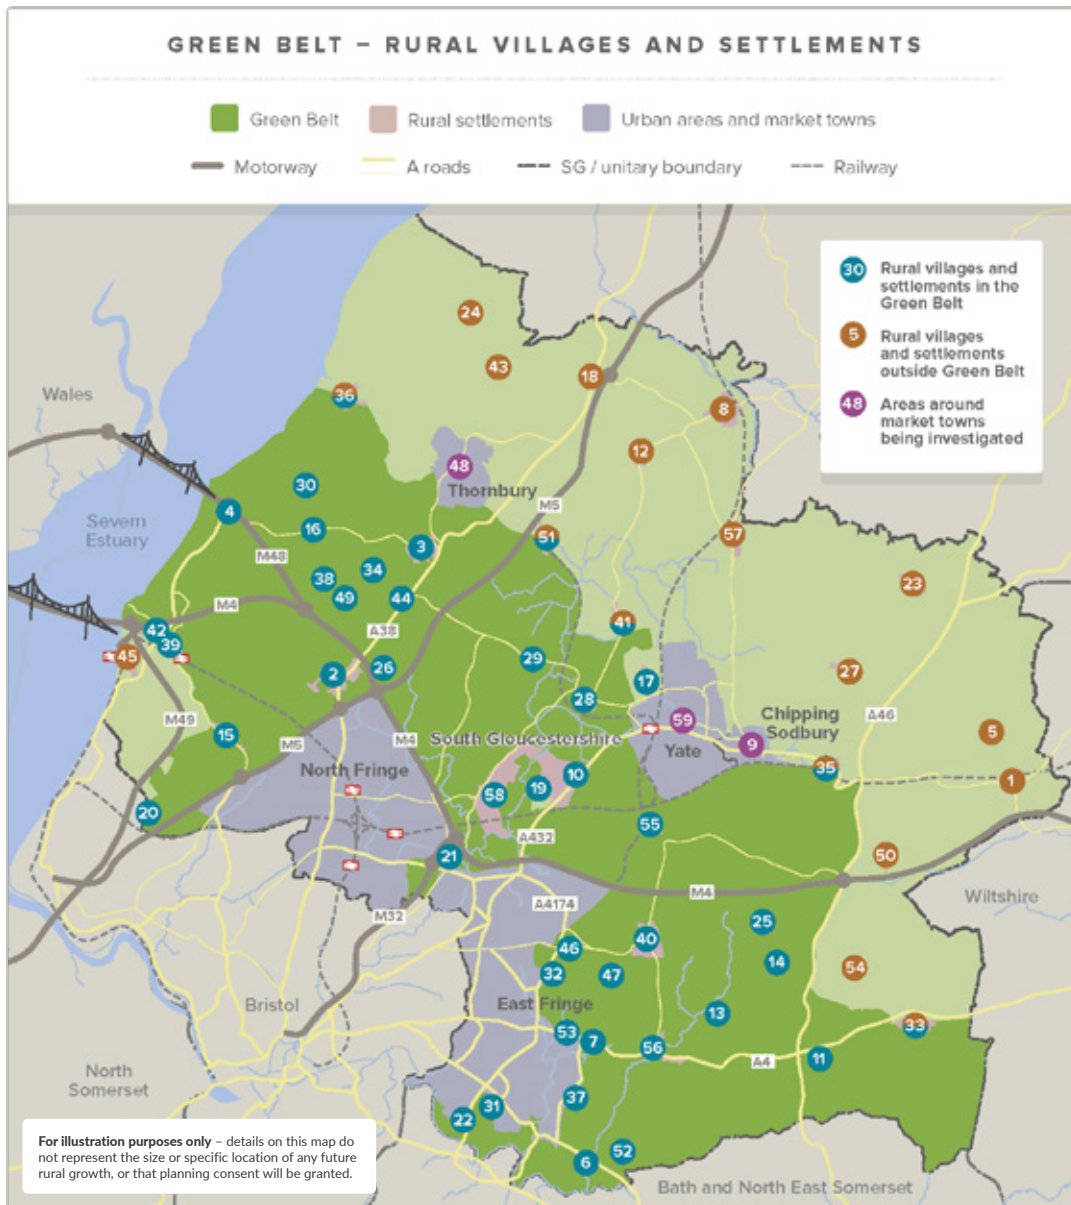 GREEN BELT – RURAL VILLAGES AND SETTLEMENTS
Green Belt
Rural settlements
Urban areas and market towns
Motorway
A roads
SG / unitary boundary
Railway
30
Rural villages and
settlements in the
Green Belt
5
Rural villages
and settlements
outside Green Belt
48
Areas around
market towns
being investigated
24
43
18
36
8
Wales
12
48
Thornbury
30
M5
4
Severn
Estuary
16
3
51
57
M48
34
38
49
44
23
M4
A38
42
39
45
41
29
2
26
27
17
28
M49
59
Chipping
Sodbury
A46
5
15
M5
M4
South Gloucestershire
9
Yate
North Fringe
35
1
10
19
58
20
55
A432
21
50
M4
Wiltshire
A4174
M32
25
46
40
14
54
32
47
East Fringe
Bristol
13
33
53
7
56
A4
11
North
Somerset
37
31
22
52
6
Bath and North East Somerset
For illustration purposes only – details on this map do
not represent the size or specific location of any future
rural growth, or that planning consent will be granted.